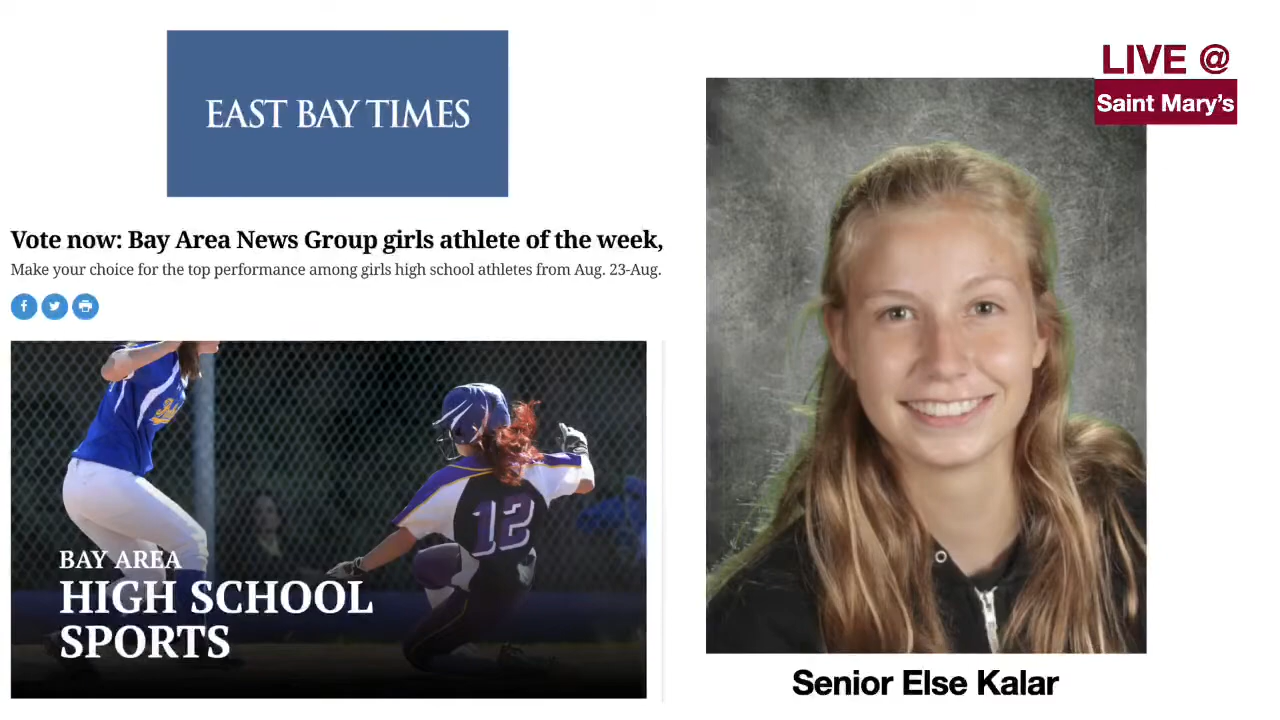 EAST BAY TIMES
Vote now: Bay Area News Group girls athlete of the week,
Make your choice for the top performance among girls high school athletes from Aug. 23-Aug.
BAY AREA
HIGH SCHOOL
SPORTS
12
LIVE @
Saint Mary's
Senior Else Kalar